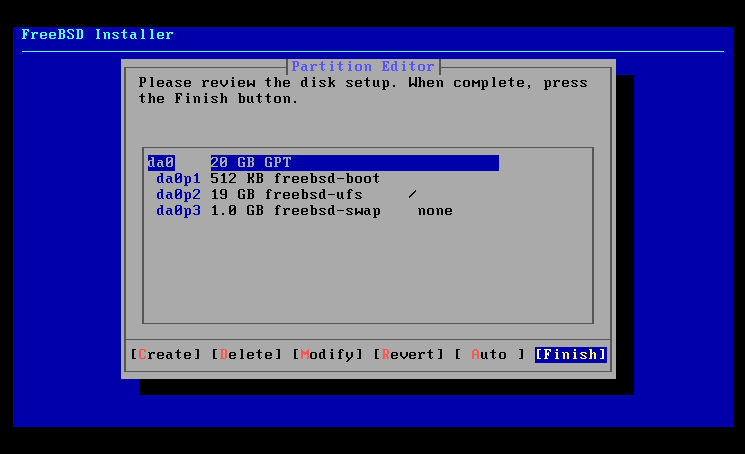 FreeBSD Installer
Partition Editor
Please review the disk setup. When complete, press
the Finish button.
da0 20 GB GPT
da0p1 512 KB freebsd-boot
da0p2 19 GB freebsd-ufs /
da0p3 1.0 GB freebsd-swap none
[Create] [Delete] [Modify] [Revert] [ Auto ] [Finish]